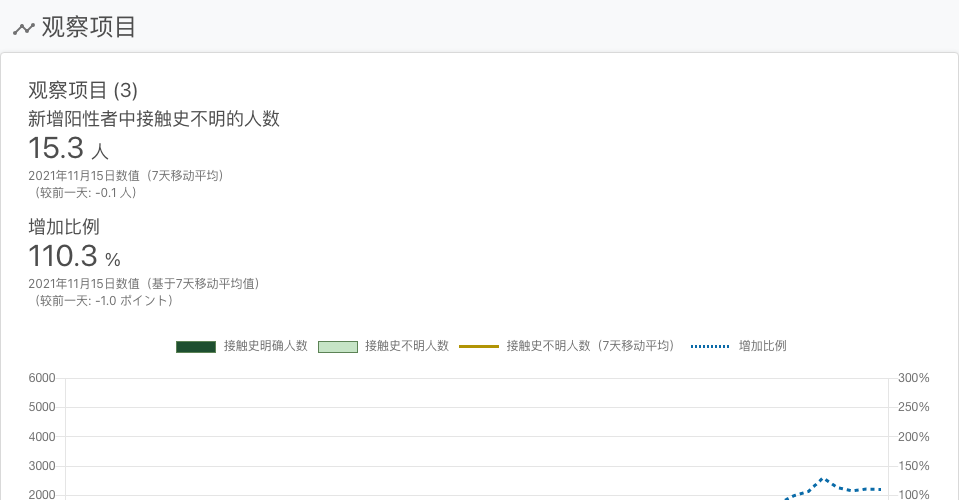 观察项目
观察项目 (3)
新增阳性者中接触史不明的人数
15.3 人
2021年11月15日数值（7天移动平均）
（较前一天: -0.1 人）
增加比例
110.3 %
2021年11月15日数值（基于7天移动平均值）
（较前一天: -1.0 ポイント）
接触史明确人数 接触史不明人数 接触史不明人数（7天移动平均） 增加比例
6000 300%
5000 250%
4000 200%
3000 150%
2000 100%